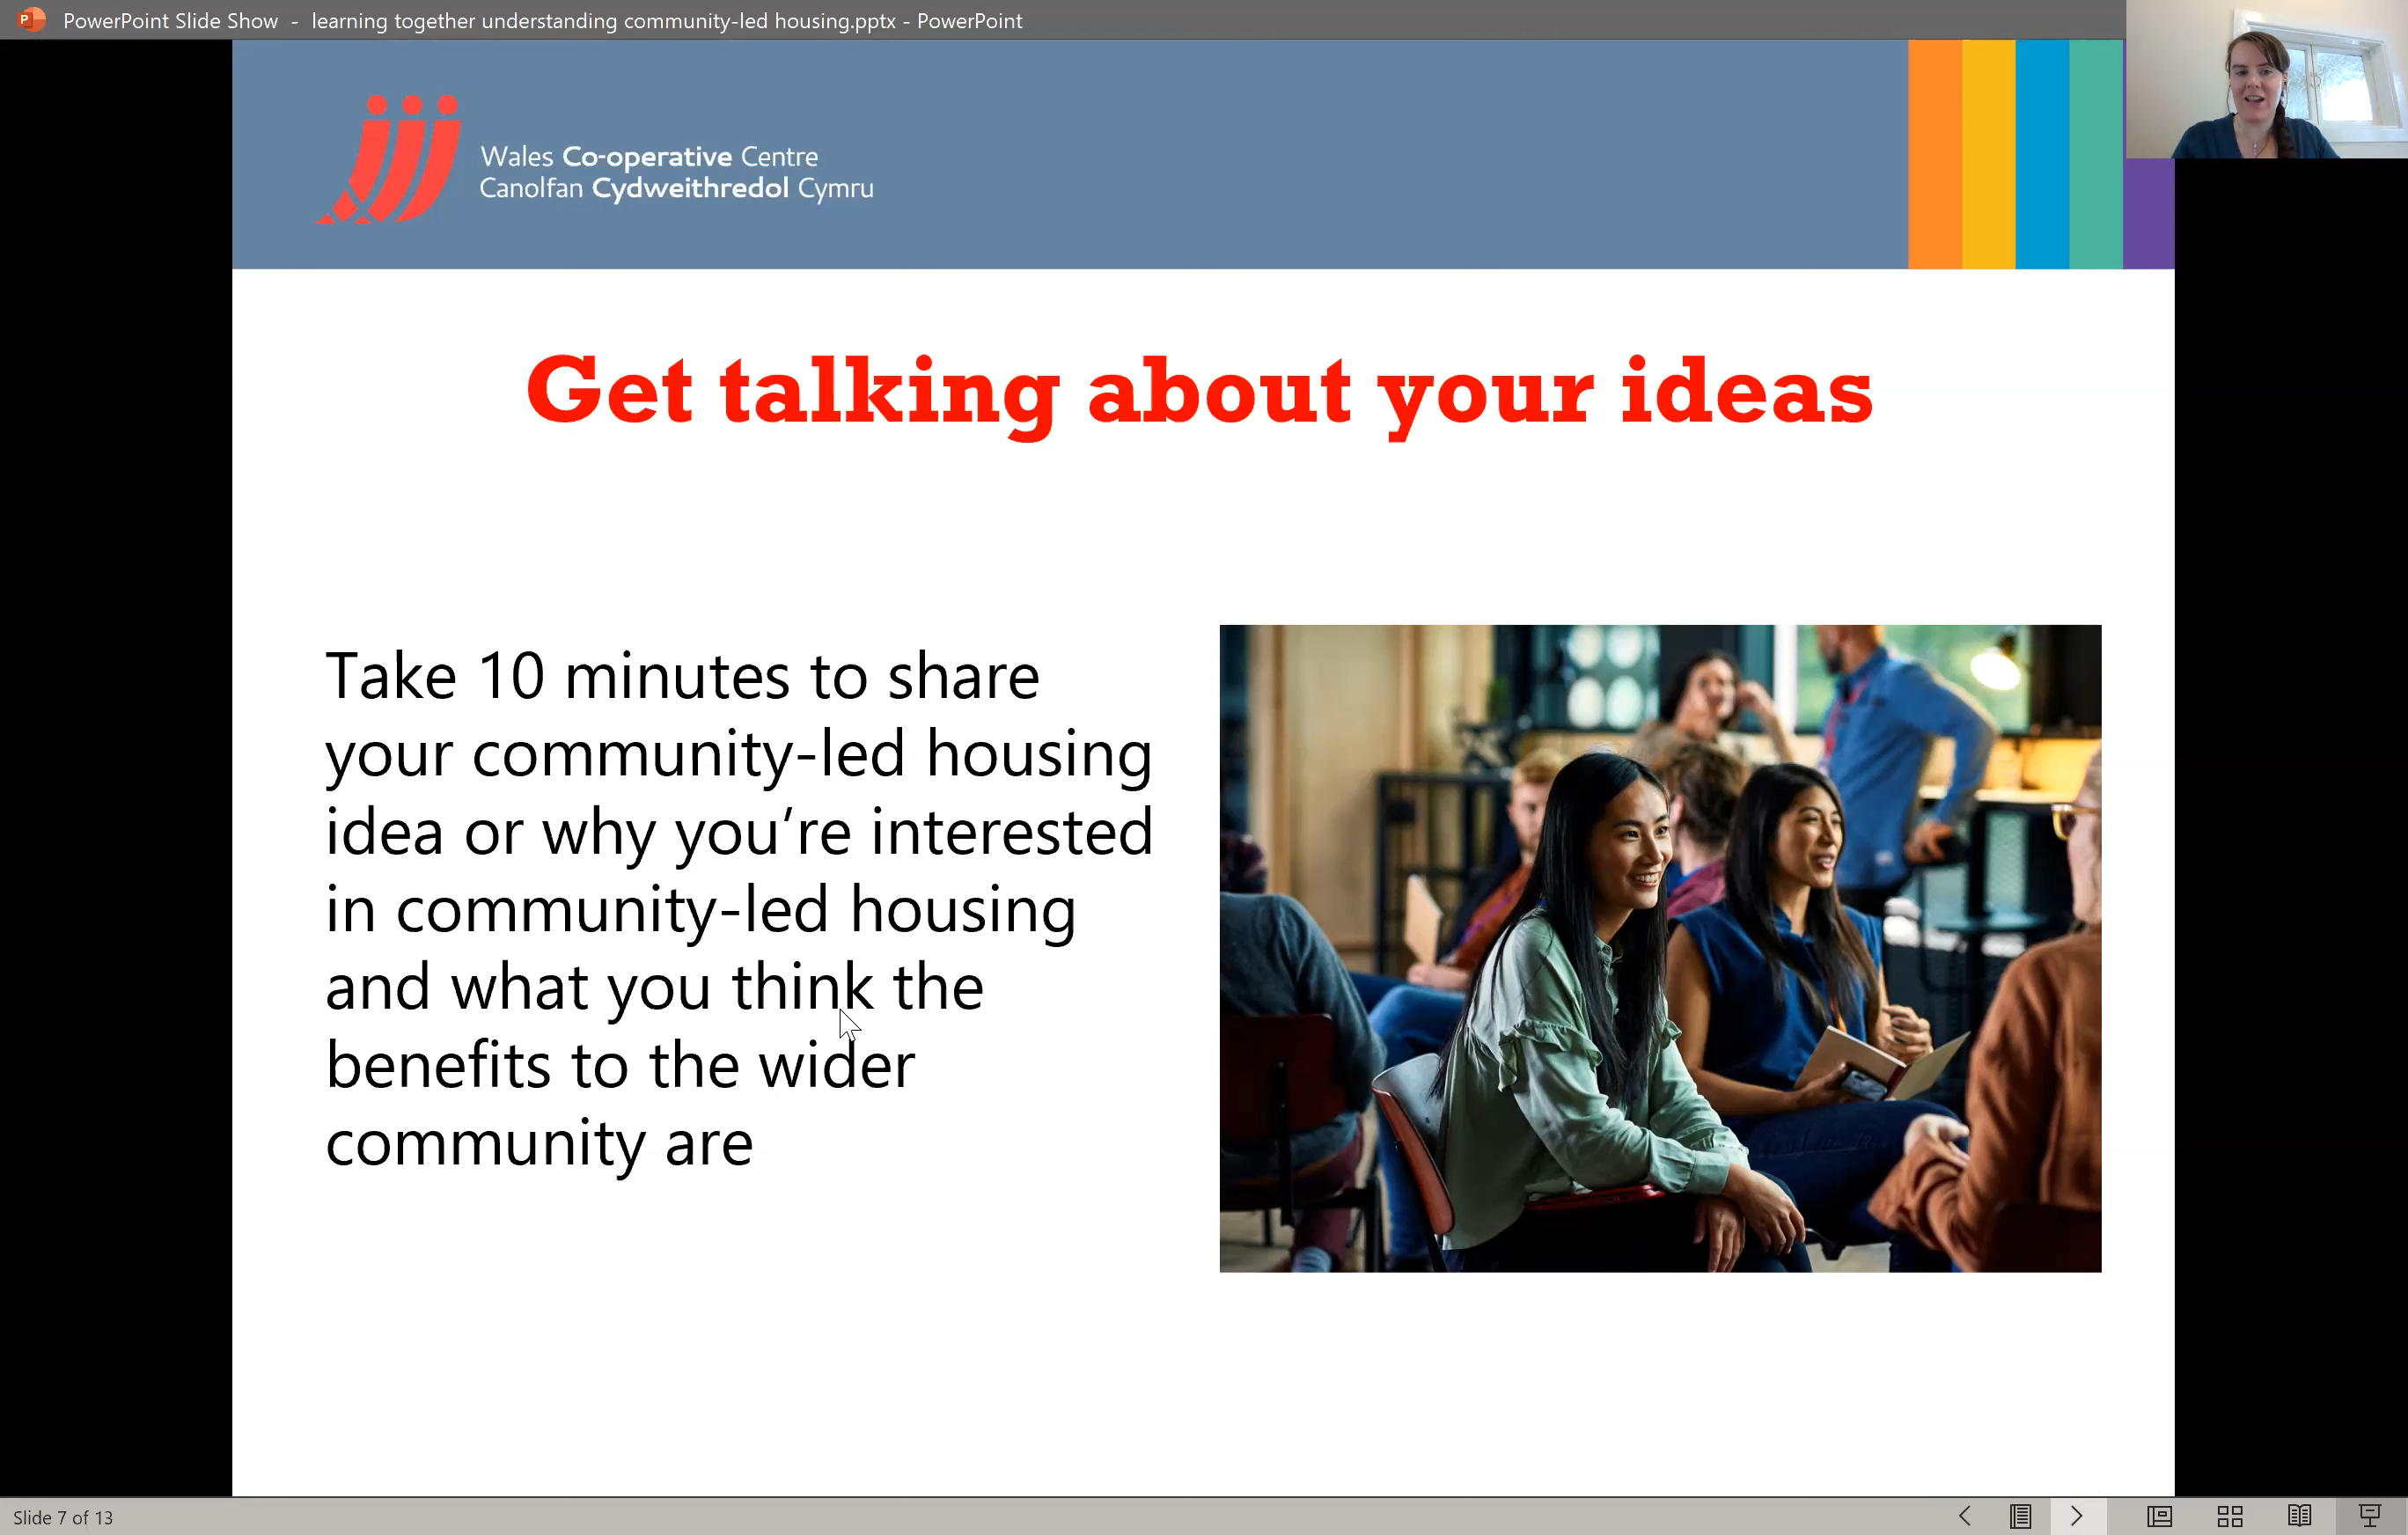 PowerPoint Slide Show - learning together understanding community-led housing.pptx - PowerPoint
Wales Co-operative Centre
Canolfan Cydweithredol Cymru
Get talking about your ideas
Take 10 minutes to share
your community-led housing
idea or why you're interested
in community-led housing
and what you think the
benefits to the wider
community are
Slide 7 of 13